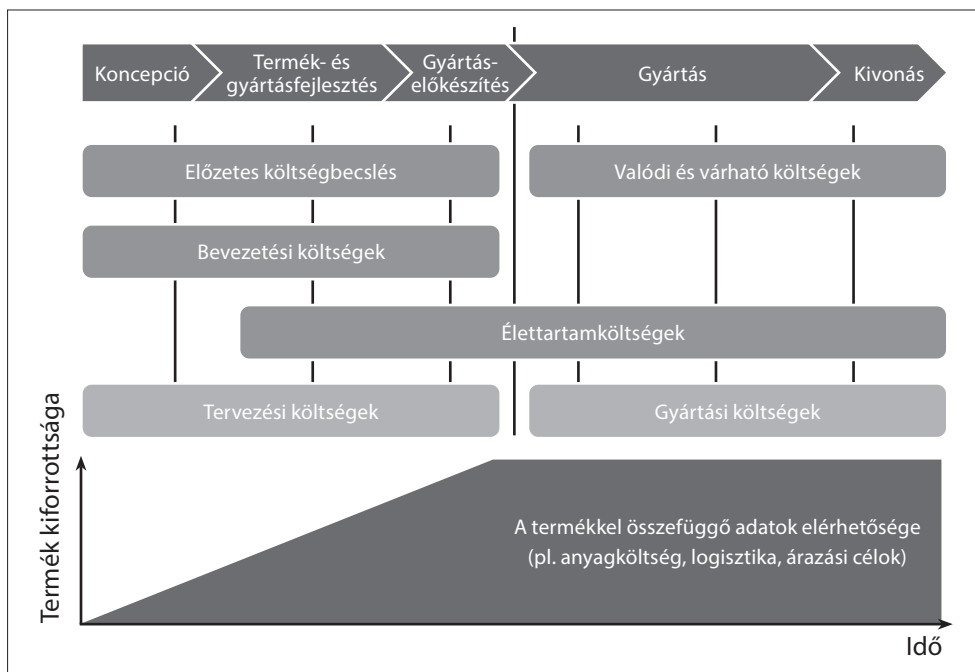 Koncepció
Termék- és
gyártásfejlesztés
Gyártás-
előkészítés
Gyártás
Kivonás
Előzetes költségbecslés
Valódi és várható költségek
Bevezetési költségek
Élettartamköltségek
Tervezési költségek
Gyártási költségek
Termék kiforrottsága
A termékkel összefüggő adatok elérhetősége
(pl. anyagköltség, logisztika, árazási célok)
Idő